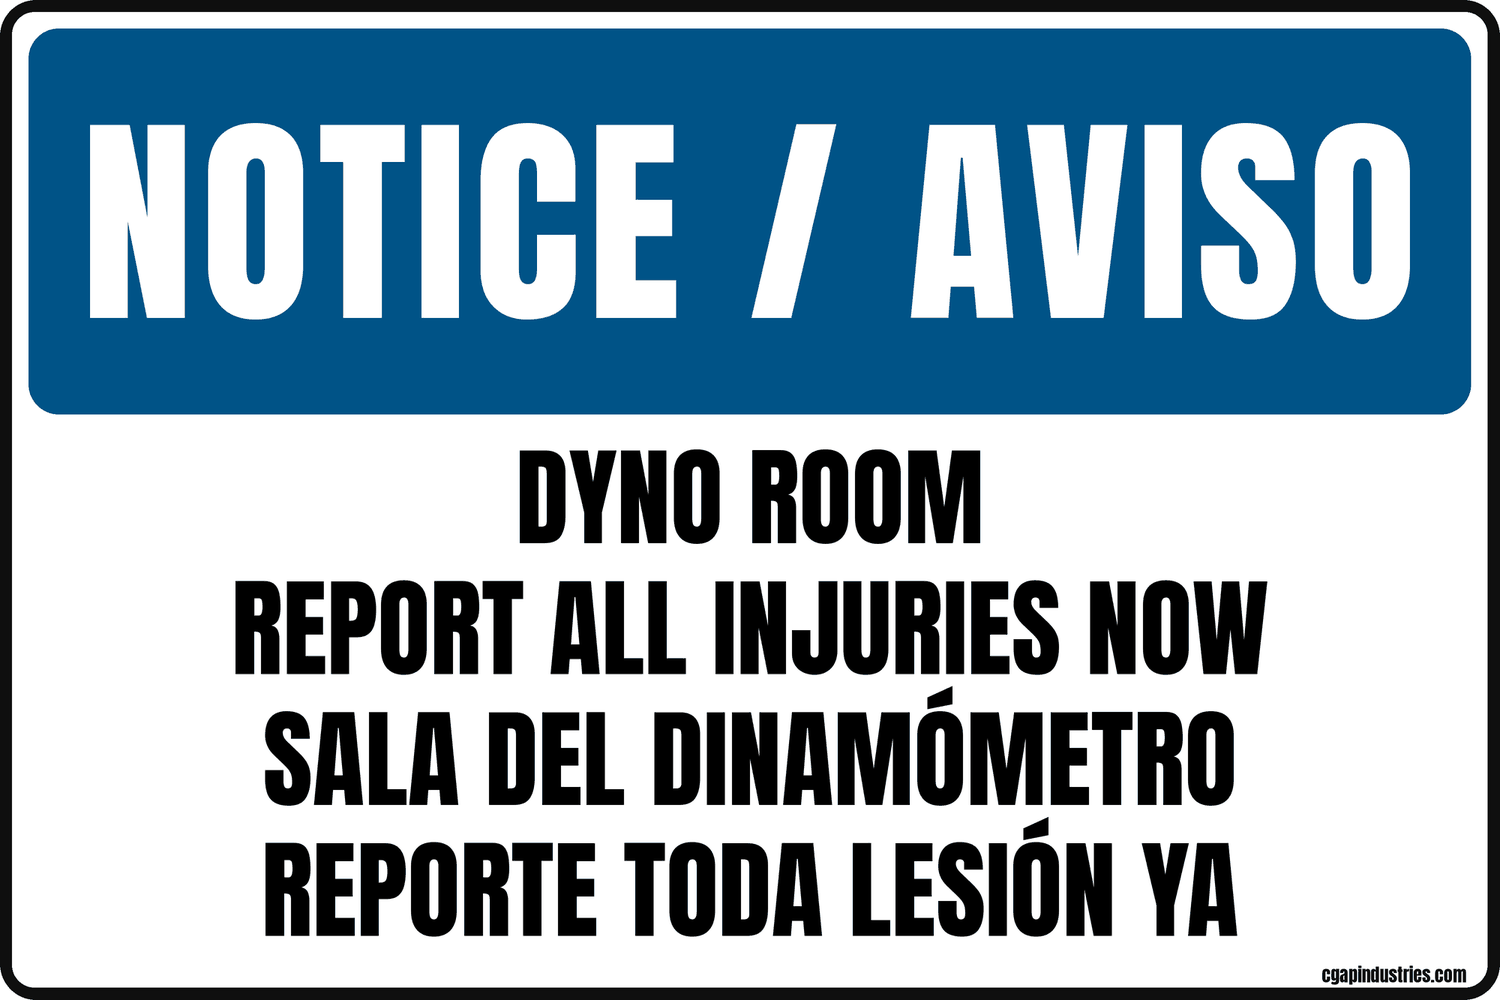 NOTICE / AVISO
DYNO ROOM
REPORT ALL INJURIES NOW
SALA DEL DINAMÓMETRO
REPORTE TODA LESIÓN YA
cgapindustries.com